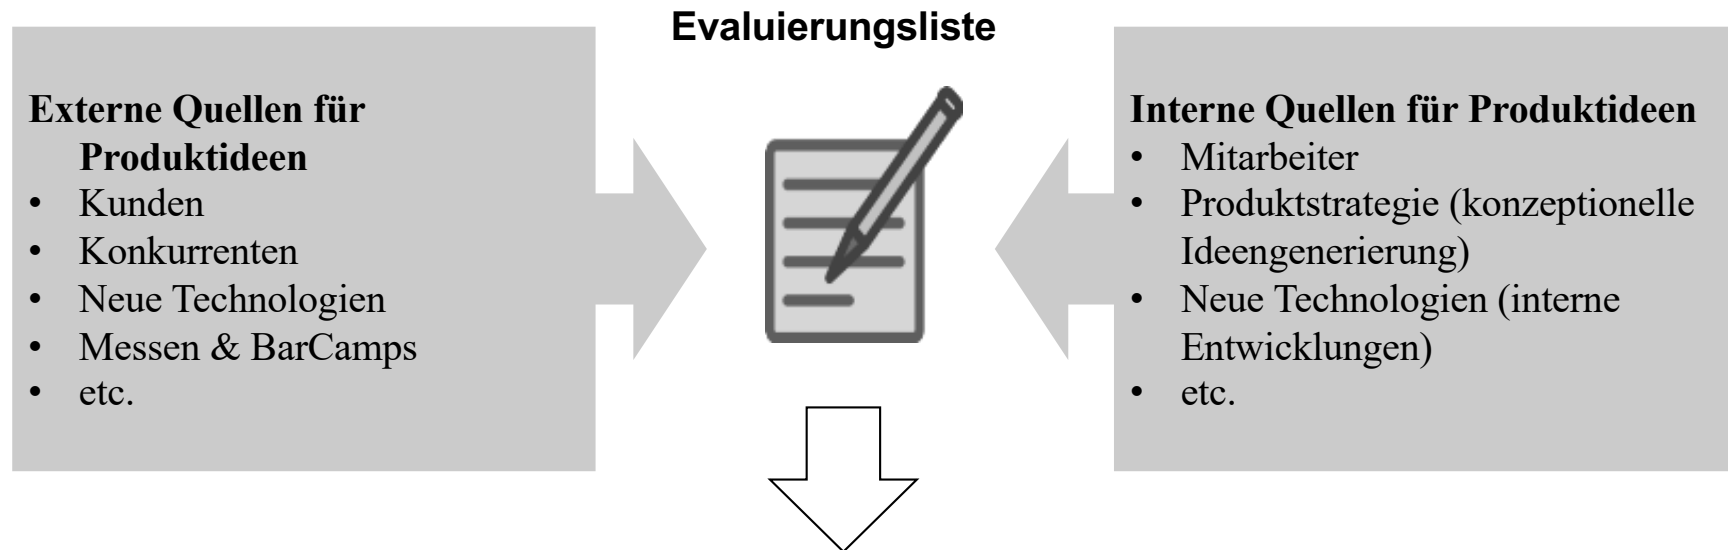 Evaluierungsliste
Externe Quellen für
Produktideen
• Kunden
• Konkurrenten
• Neue Technologien
• Messen & BarCamps
• etc.
Interne Quellen für Produktideen
• Mitarbeiter
• Produktstrategie (konzeptionelle
Ideengenerierung)
• Neue Technologien (interne
Entwicklungen)
• etc.